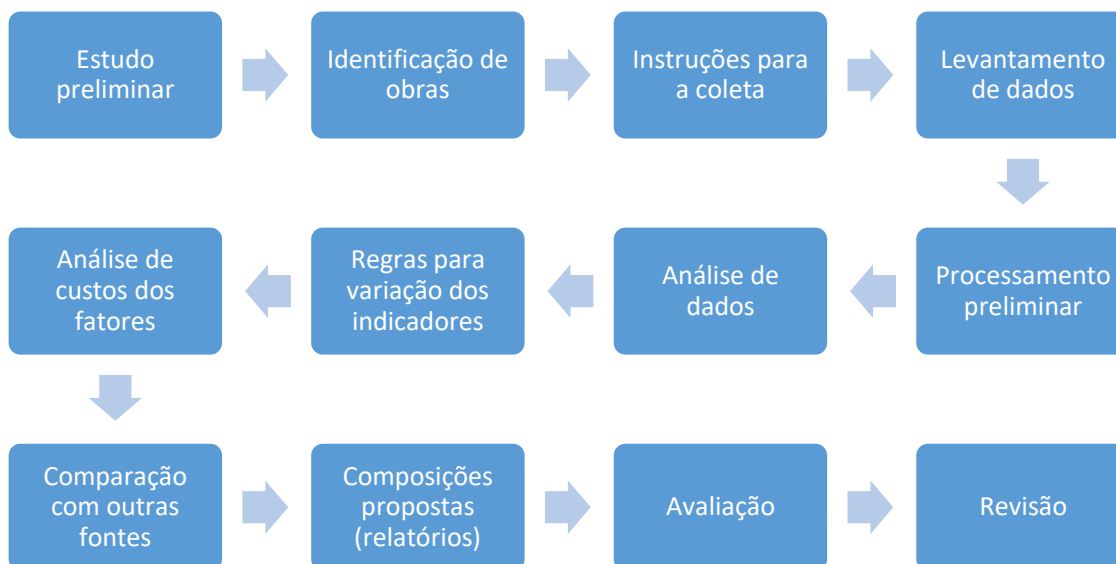 Estudo
preliminar
Identificação de
obras
Instruções para
a coleta
Levantamento
de dados
Processamento
preliminar
Análise de
dados
Regras para
variação dos
indicadores
Análise de
custos dos
fatores
Comparação
com outras
fontes
Composições
propostas
(relatórios)
Avaliação
Revisão